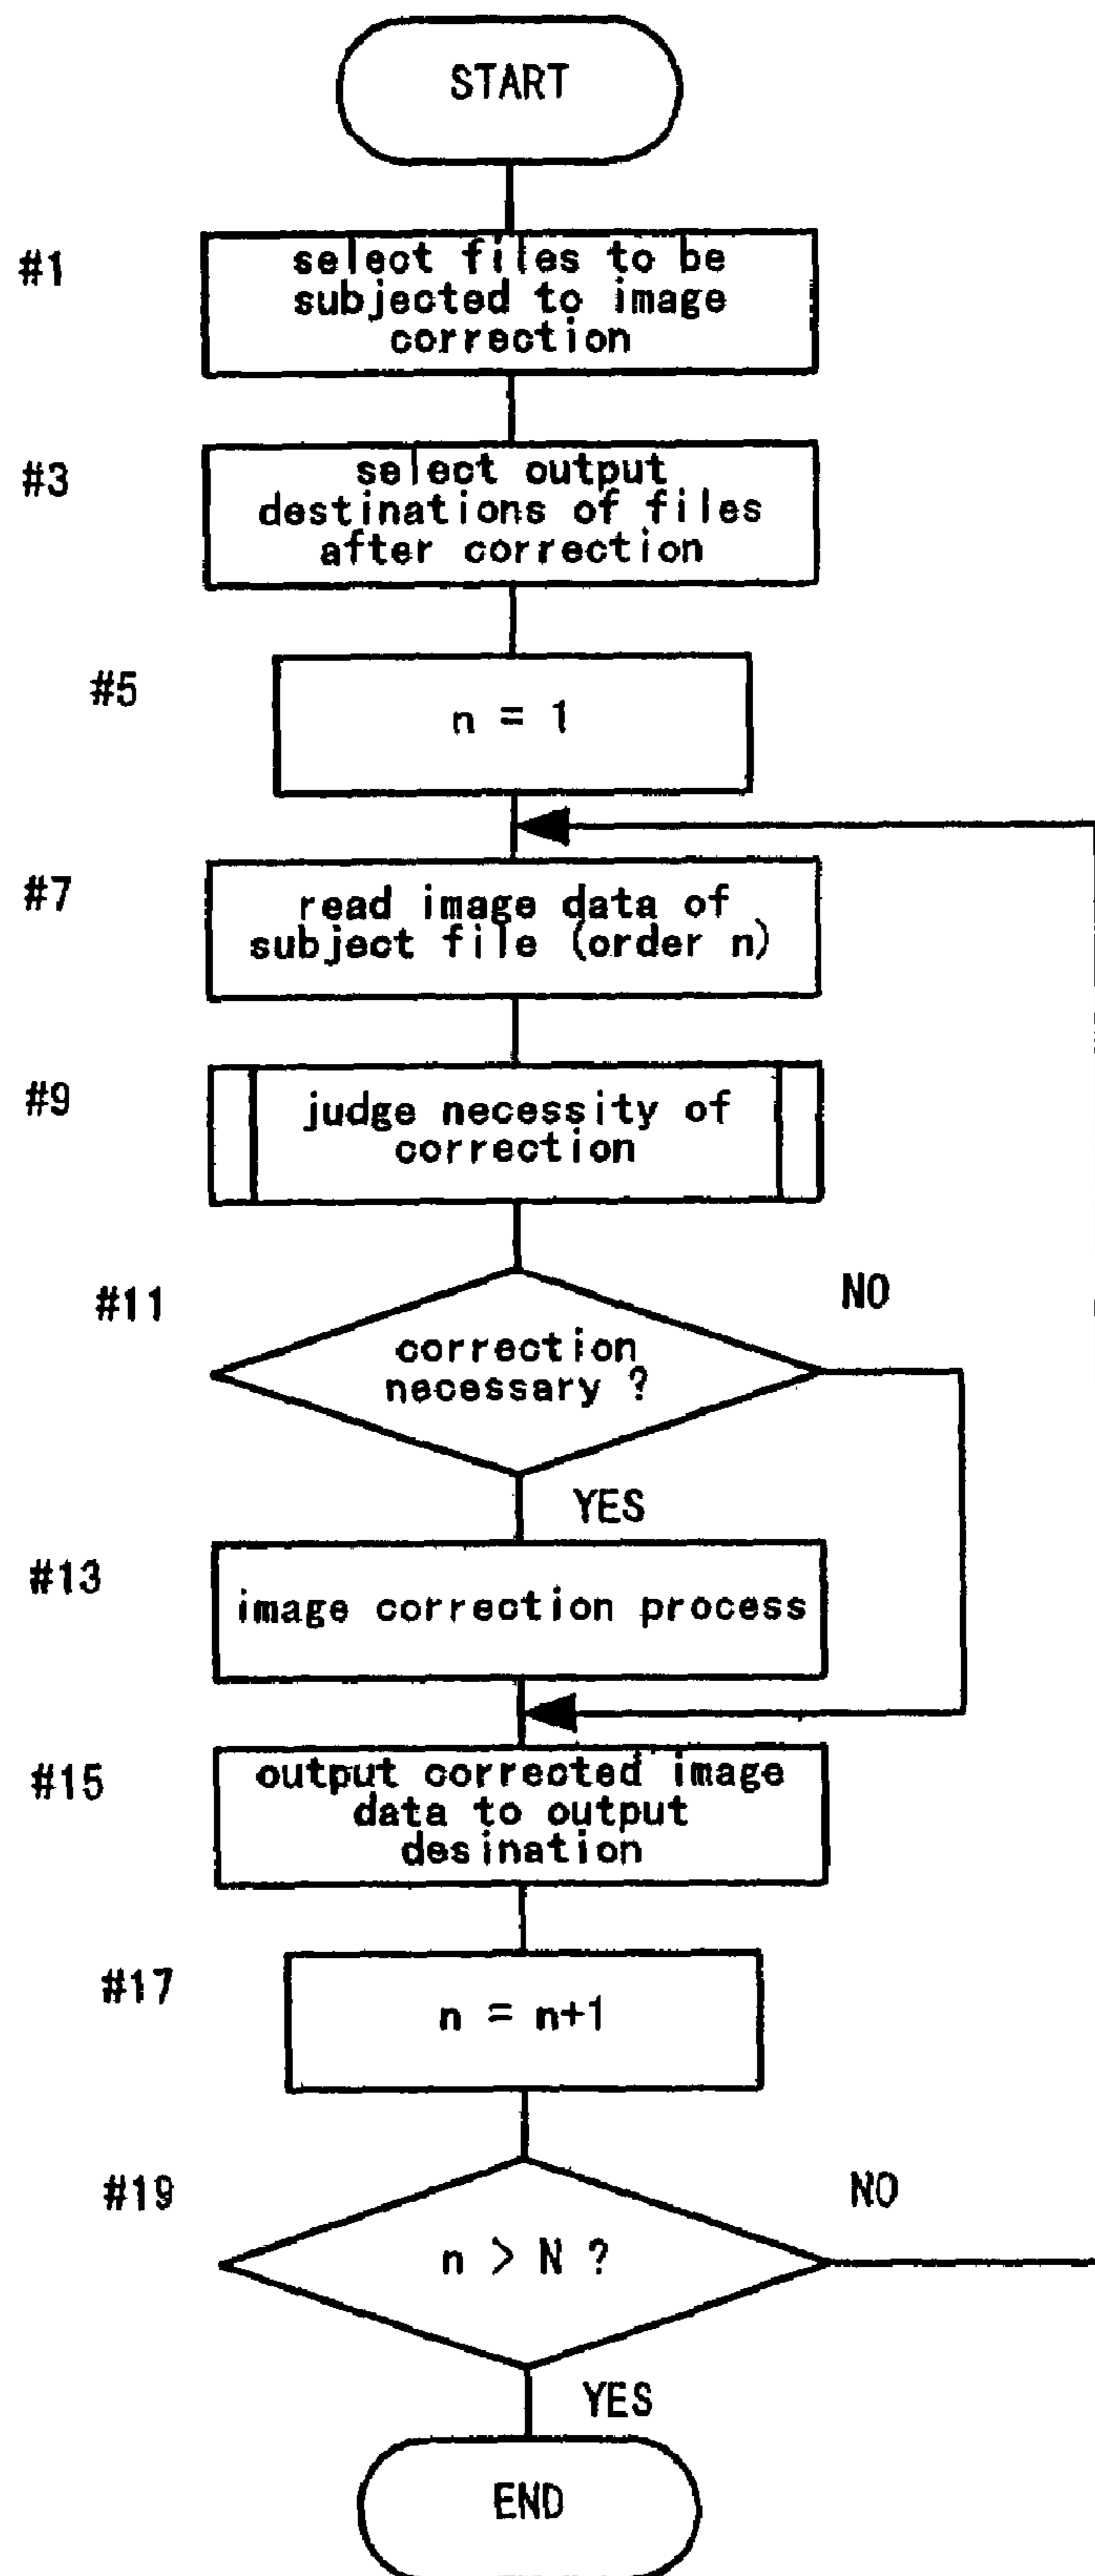 START
#1
select files to be
subjected to image
correction
#3
select output
destinations of files
after correction
#5
n = 1
#7
read image data of
subject file (order n)
#9
judge necessity of
correction
#11
NO
correction
necessary ?
YES
#13
image correction process
#15
output corrected image
data to output
desination
#17
n = n+1
#19
NO
n > N ?
YES
END